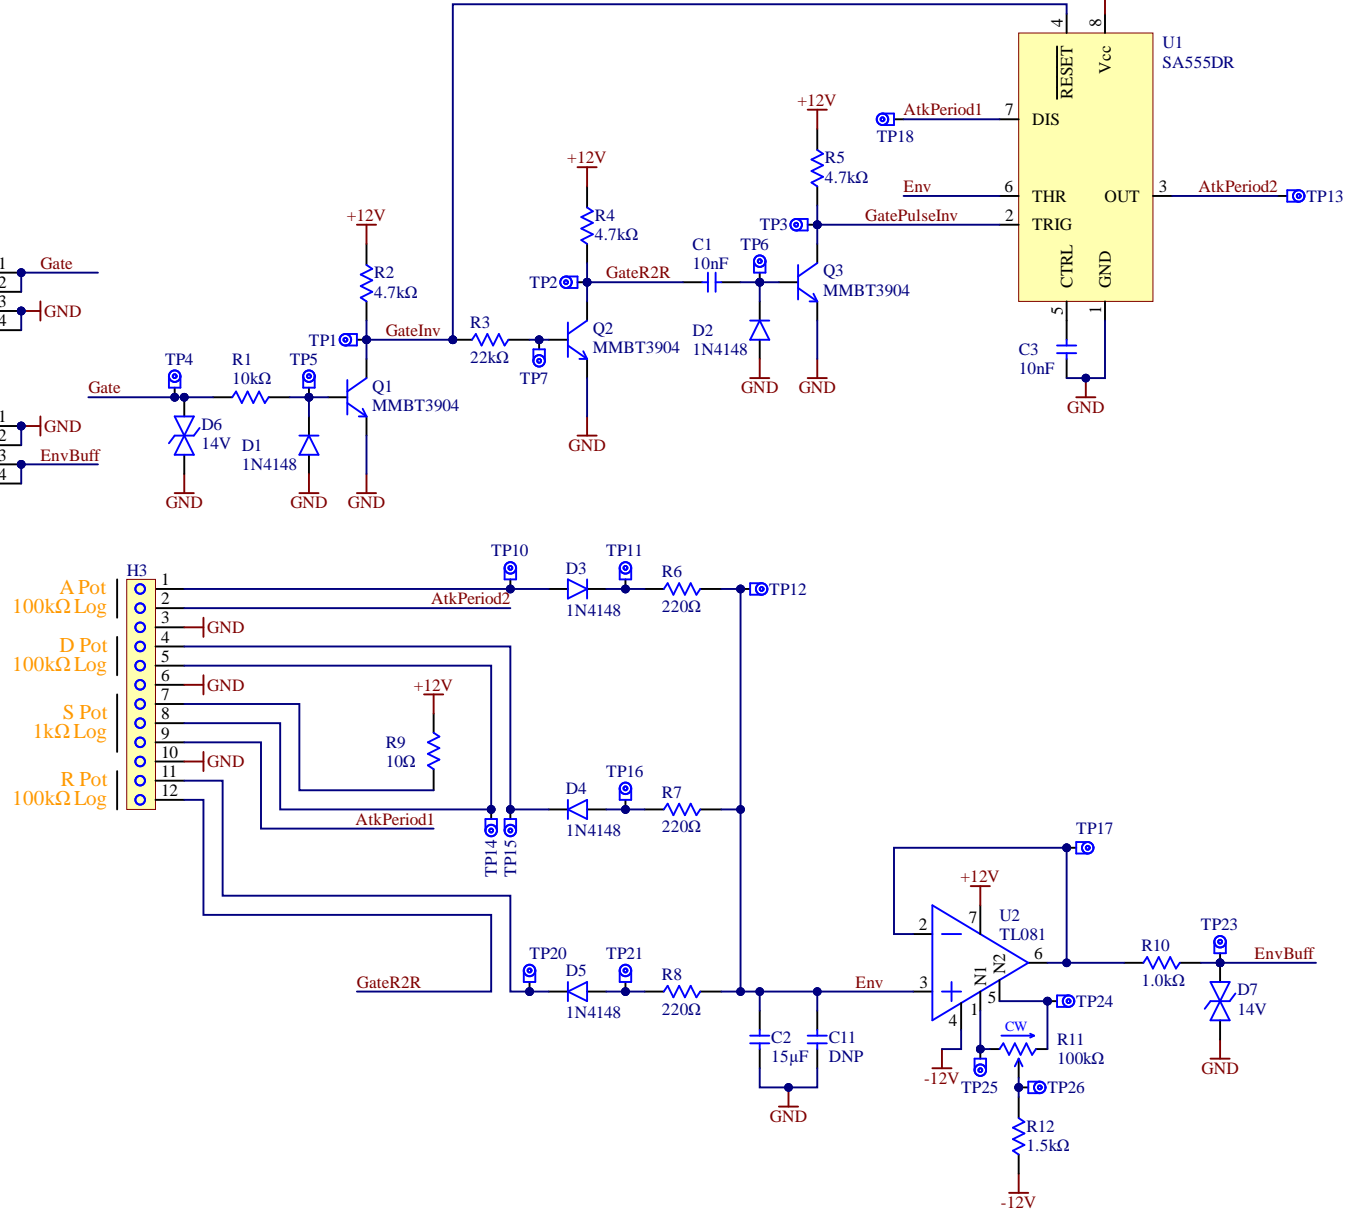 4
8
U1
SA555DR
RESET
Vcc
+12V
AtkPeriod1
7
DIS
TP18
R5
4.7kΩ
+12V
Env
6
THR
OUT
3
AtkPeriod2
TP13
R4
4.7kΩ
TP3
GatePulseInv
2
TRIG
+12V
C1
10nF
TP6
CTRL
GND
Q3
MMBT3904
1
Gate
2
R2
4.7kΩ
TP2
GateR2R
5
1
3
GND
4
TP1
GateInv
R3
22kΩ
TP7
Q2
MMBT3904
D2
1N4148
C3
10nF
TP4
R1
10kΩ
TP5
Gate
Q1
MMBT3904
GND
GND
GND
1
GND
2
D6
14V
D1
1N4148
GND
3
EnvBuff
4
GND
GND
GND
TP10
TP11
H3
D3
1N4148
R6
220Ω
TP12
A Pot
100kΩ Log
1
2
AtkPeriod2
3
GND
D Pot
100kΩ Log
4
5
6
GND
+12V
S Pot
1kΩ Log
7
8
9
R9
10Ω
10
GND
R Pot
100kΩ Log
11
12
TP16
D4
1N4148
R7
220Ω
AtkPeriod1
TP14
TP15
TP17
+12V
U2
TL081
7
2
6
N1
N2
3
4
1
5
TP23
R10
1.0kΩ
EnvBuff
TP20
D5
1N4148
TP21
R8
220Ω
GateR2R
Env
D7
14V
TP24
CW
R11
100kΩ
C2
15µF
C11
DNP
-12V
TP25
TP26
GND
GND
R12
1.5kΩ
-12V